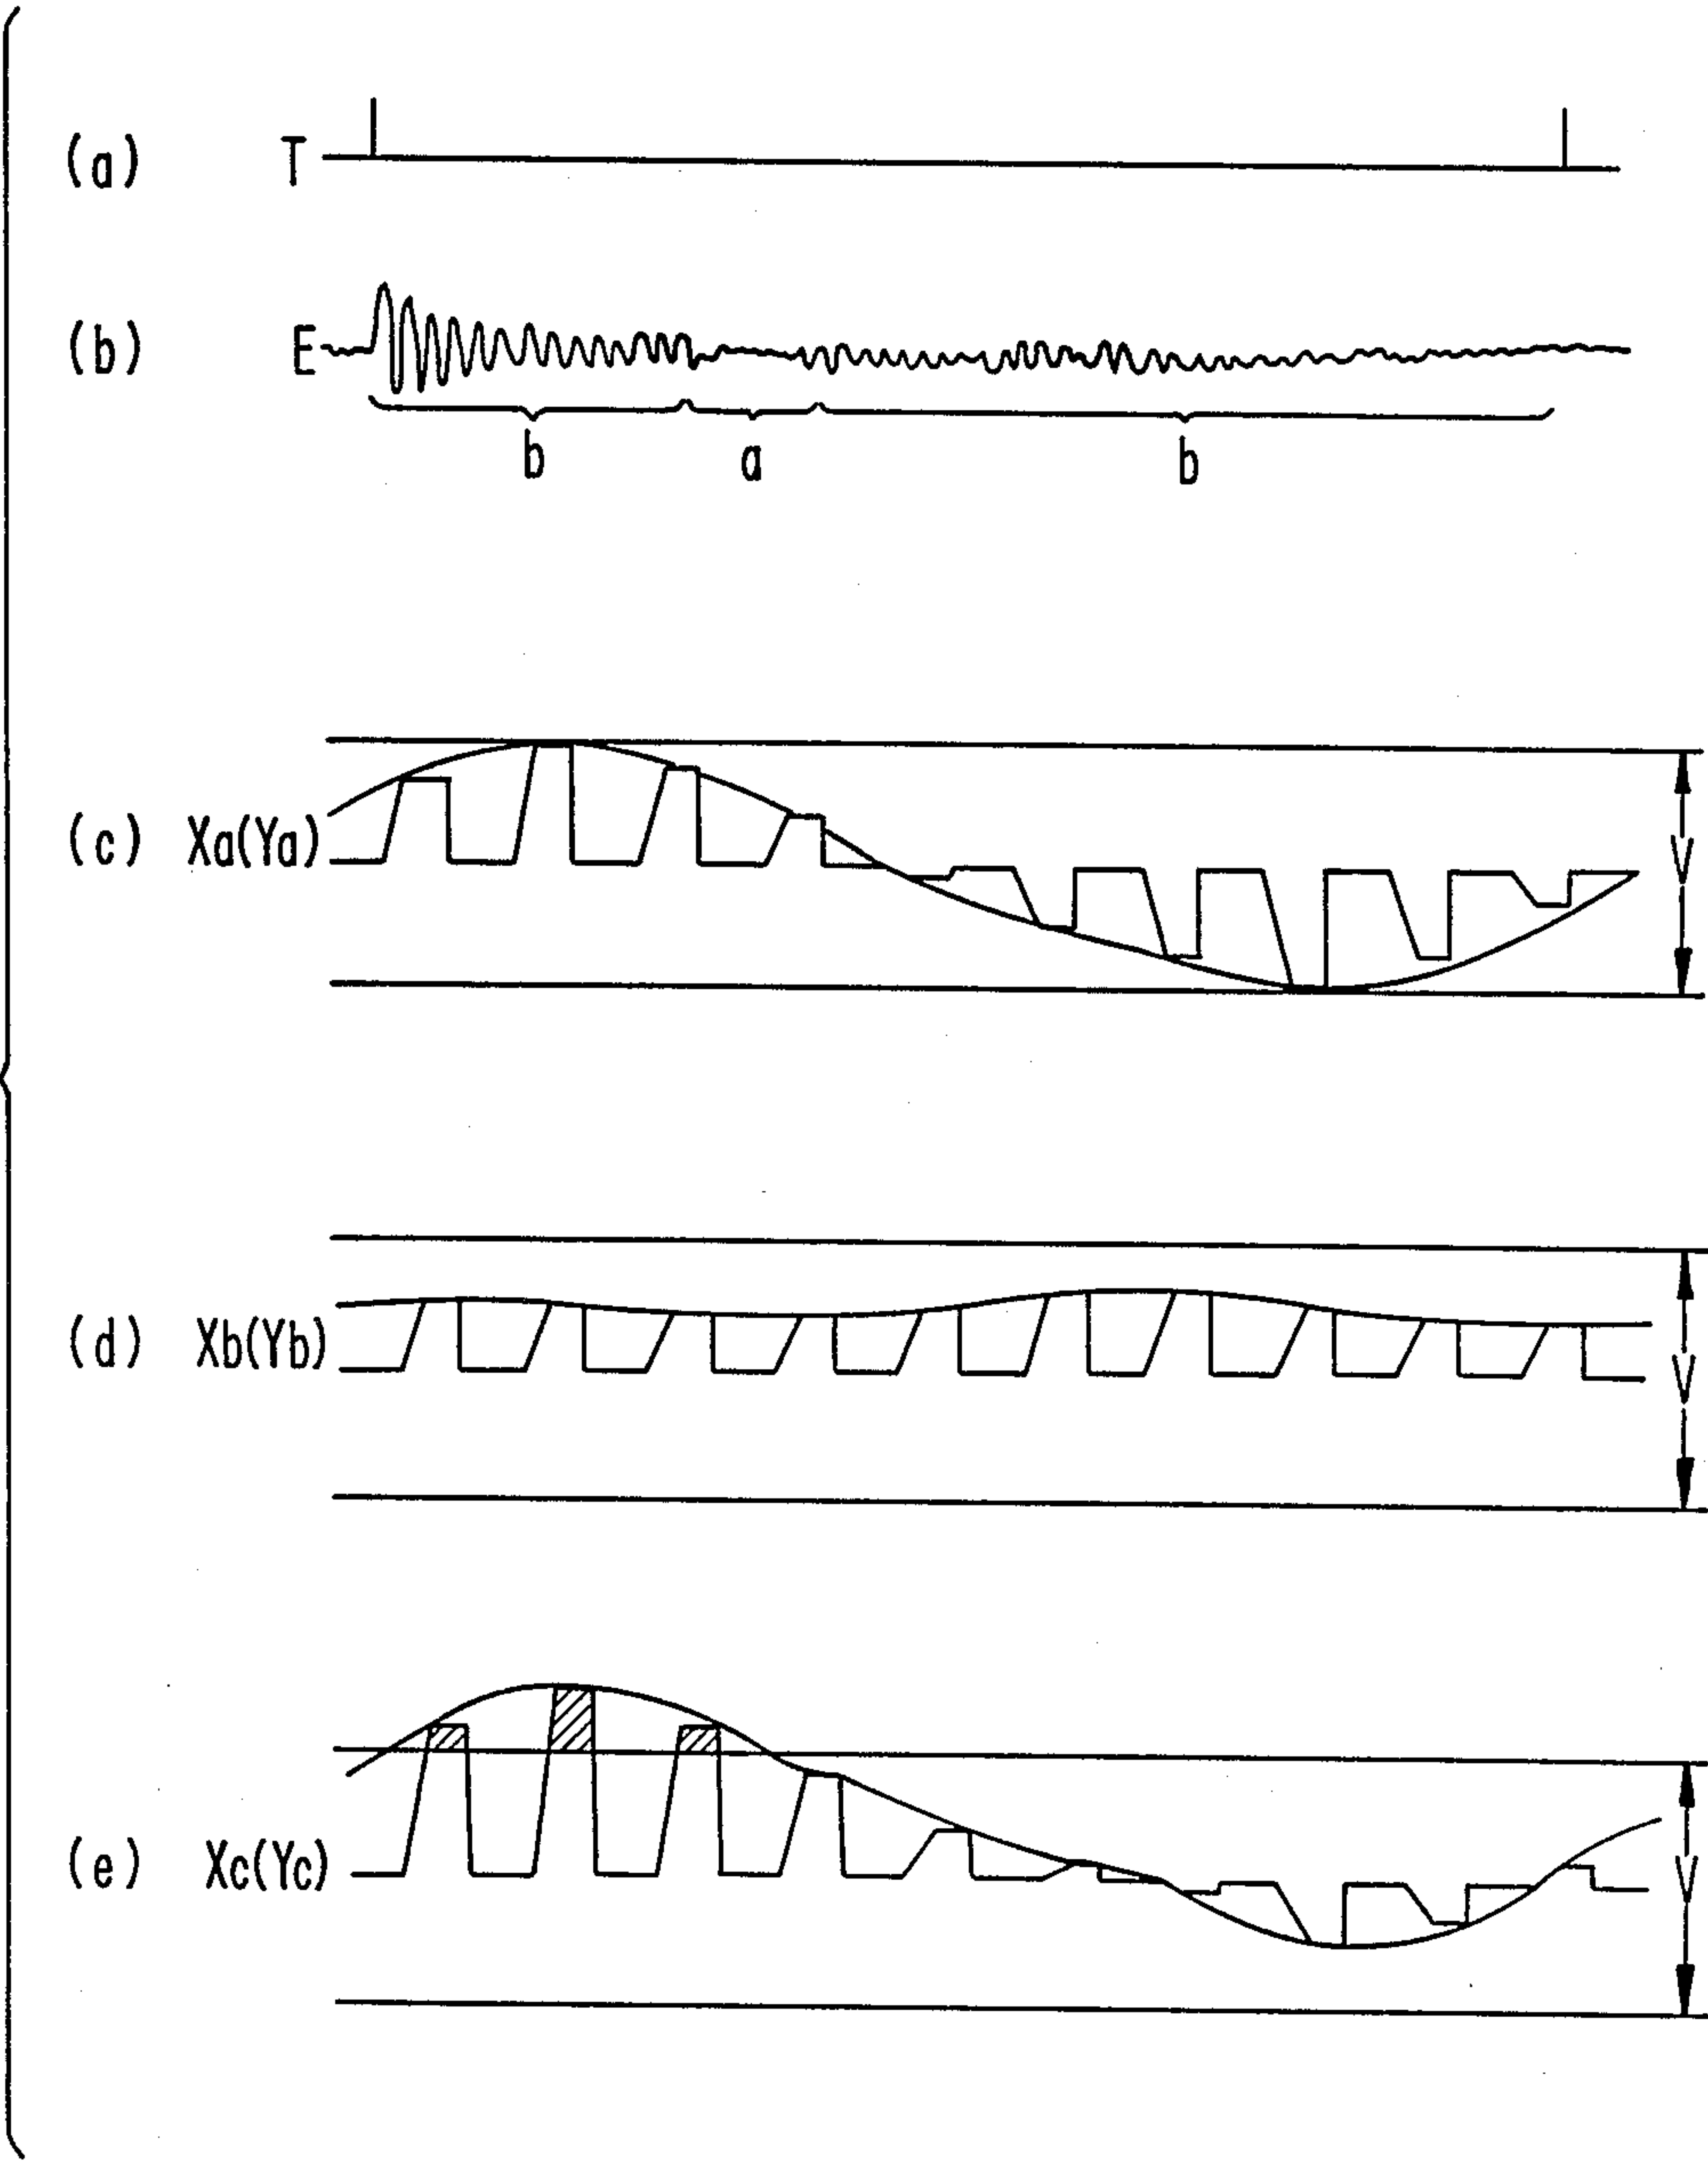 (a) T
(b) E
b a b
(c) Xa(Ya) V
(d) Xb(Yb) V
(e) Xc(Yc) V